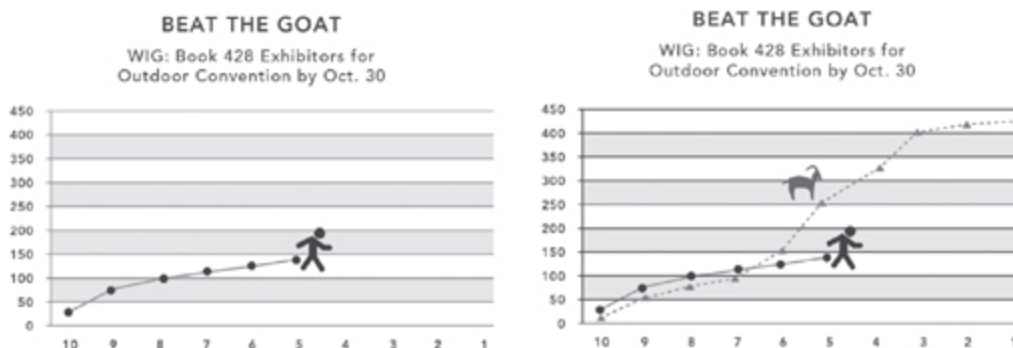 BEAT THE GOAT
WIG: Book 428 Exhibitors for
Outdoor Convention by Oct. 30
450
400
350
300
250
200
150
100
50
0
10 9 8 7 6 5 4 3 2 1
BEAT THE GOAT
WIG: Book 428 Exhibitors for
Outdoor Convention by Oct. 30
450
400
350
300
250
200
150
100
50
0
10 9 8 7 6 5 4 3 2 1